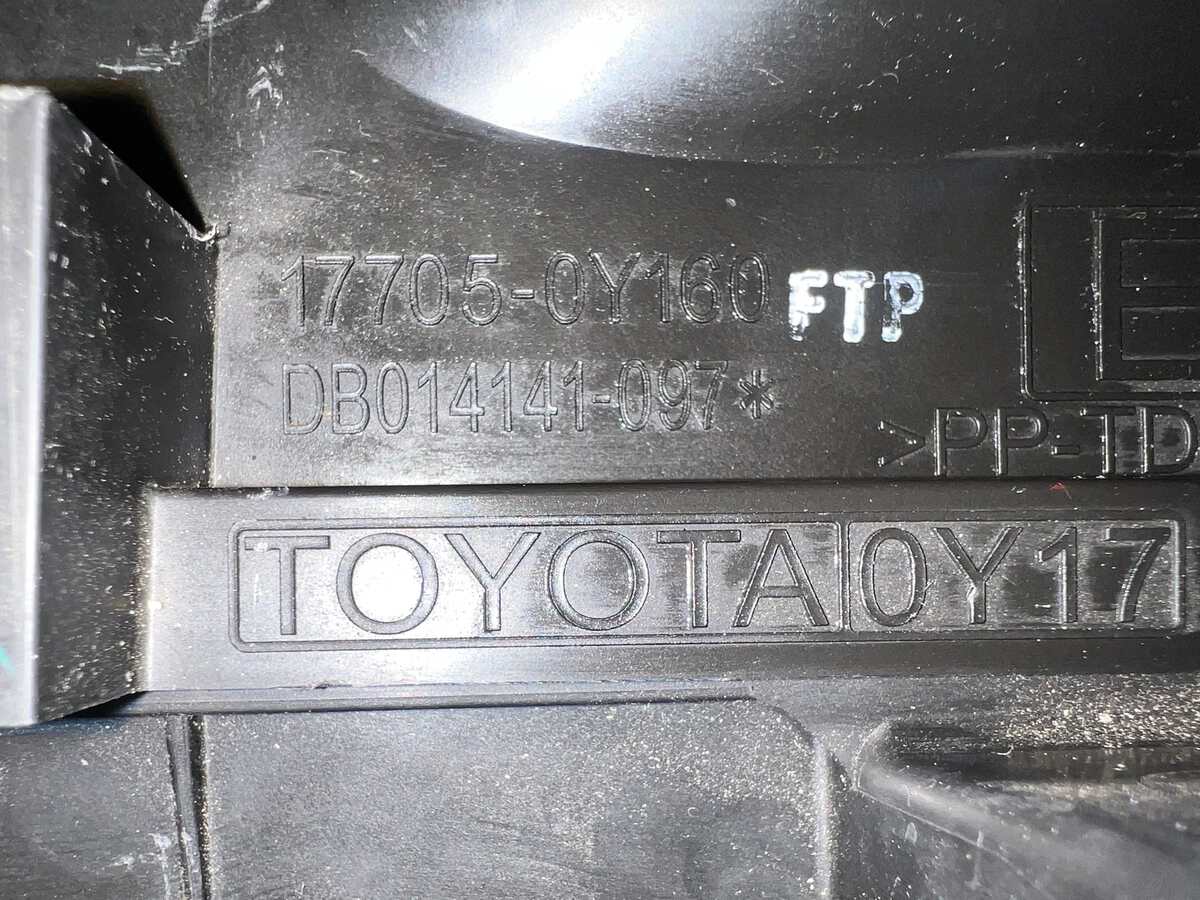 17705-0Y160 FTP
DB014141-097*
E
>PP-TD
TOYOTA 0Y17